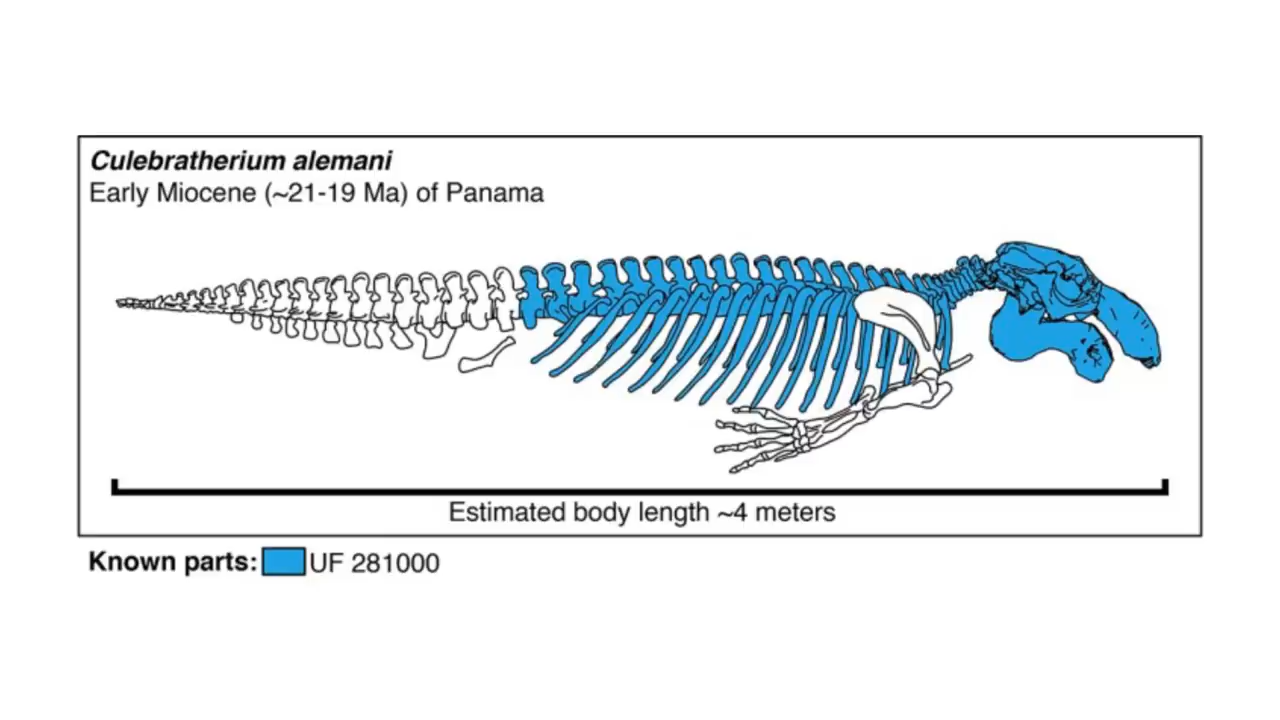 Culebratherium alemani
Early Miocene (~21-19 Ma) of Panama
Estimated body length ~4 meters
Known parts: UF 281000